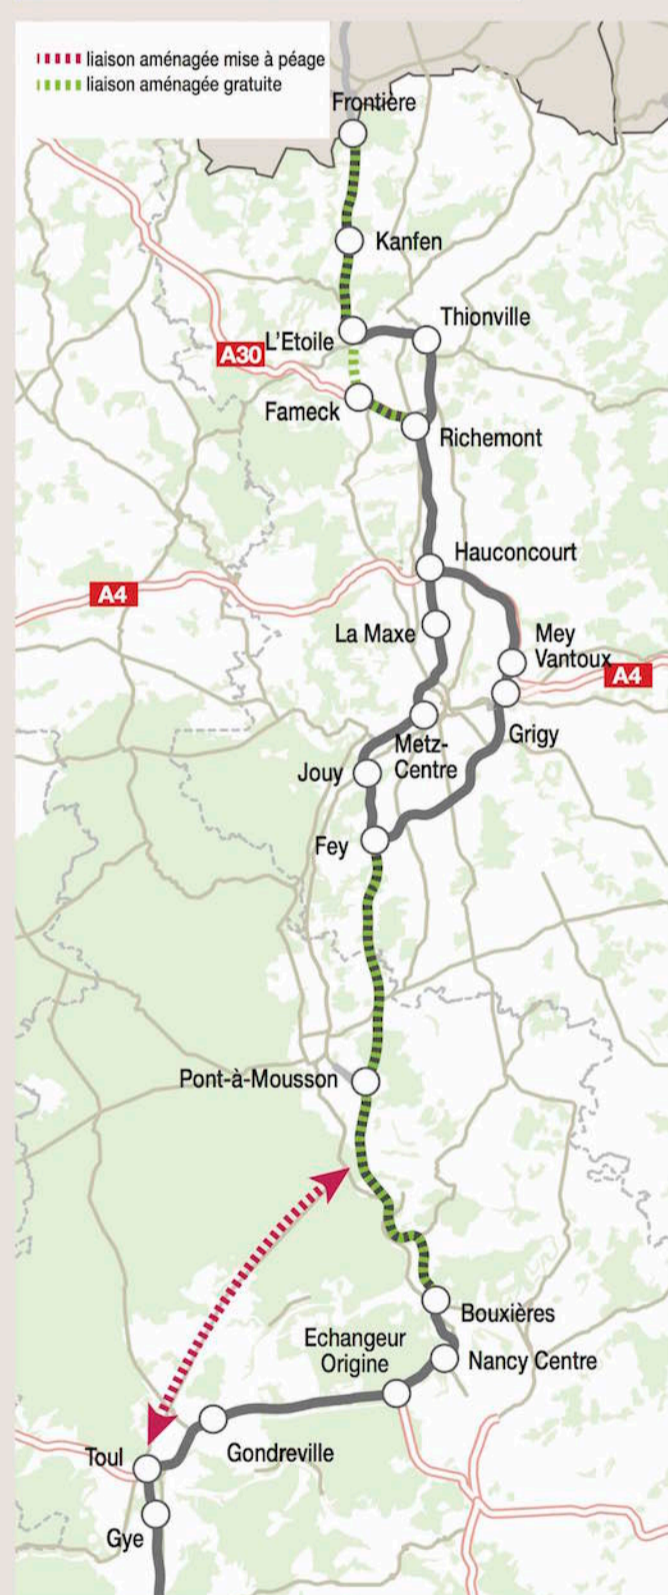 liaison aménagée mise à péage
liaison aménagée gratuite
Frontière
Kanfen
Thionville
L'Etoile
A30
Fameck
Richemont
Hauconcourt
A4
La Maxe
Mey
Vantoux
A4
Grigy
Metz-
Centre
Jouy
Fey
Pont-à-Mousson
Bouxières
Echangeur
Origine
Nancy Centre
Gondreville
Toul
Gye